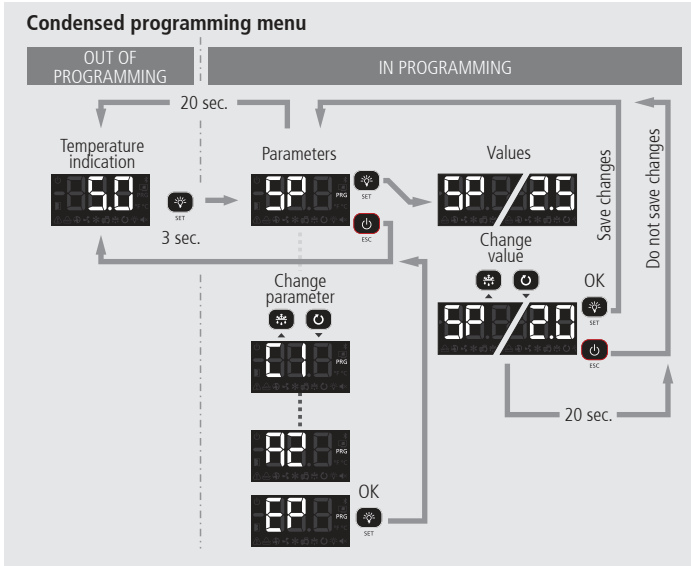 Condensed programming menu
OUT OF
PROGRAMMING
IN PROGRAMMING
20 sec.
Temperature
indication
Parameters
Values
5.0
SET
3 sec.
SP
PRG
SET
ESC
SP
2.5
Save changes
Do not save changes
Change
value
OK
SP
2.0
SET
ESC
20 sec.
Change
parameter
C1
PRG
A2
PRG
EP
PRG
OK
SET